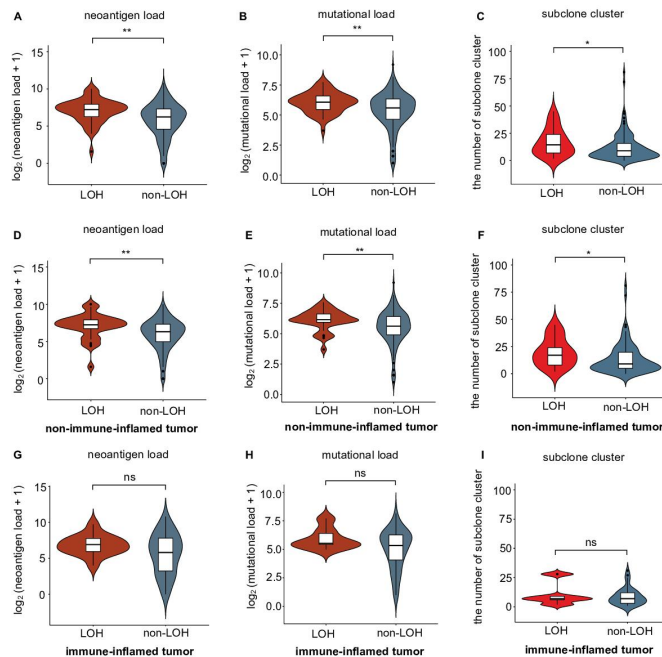 A
neoantigen load
**
log₂ (neoantigen load + 1)
15
10
5
0
LOH
non-LOH
B
mutational load
**
log₂ (mutational load + 1)
10.0
7.5
5.0
2.5
0.0
LOH
non-LOH
C
subclone cluster
*
the number of subclone cluster
100
75
50
25
0
LOH
non-LOH
D
neoantigen load
**
log₂ (neoantigen load + 1)
15
10
5
0
LOH
non-LOH
non-immune-inflamed tumor
E
mutational load
**
log₂ (mutational load + 1)
10.0
7.5
5.0
2.5
0.0
LOH
non-LOH
non-immune-inflamed tumor
F
subclone cluster
*
the number of subclone cluster
100
75
50
25
0
LOH
non-LOH
non-immune-inflamed tumor
G
neoantigen load
ns
log₂ (neoantigen load + 1)
15
10
5
0
LOH
non-LOH
immune-inflamed tumor
H
mutational load
ns
log₂ (mutational load + 1)
10.0
7.5
5.0
2.5
0.0
LOH
non-LOH
immune-inflamed tumor
I
subclone cluster
ns
the number of subclone cluster
100
75
50
25
0
LOH
non-LOH
immune-inflamed tumor